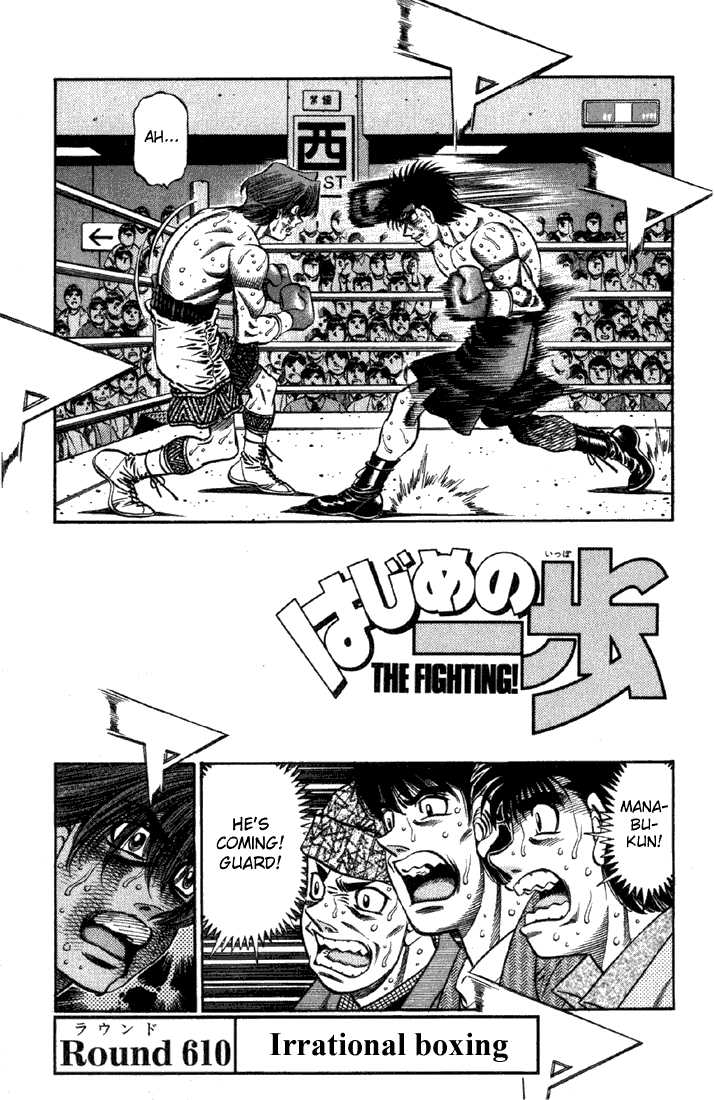 AH...
西
ST
←
いっぽ
はじめの一歩
THE FIGHTING!
MANA-
BU-
KUN!
HE'S
COMING!
GUARD!
ラウンド
Round 610
Irrational boxing